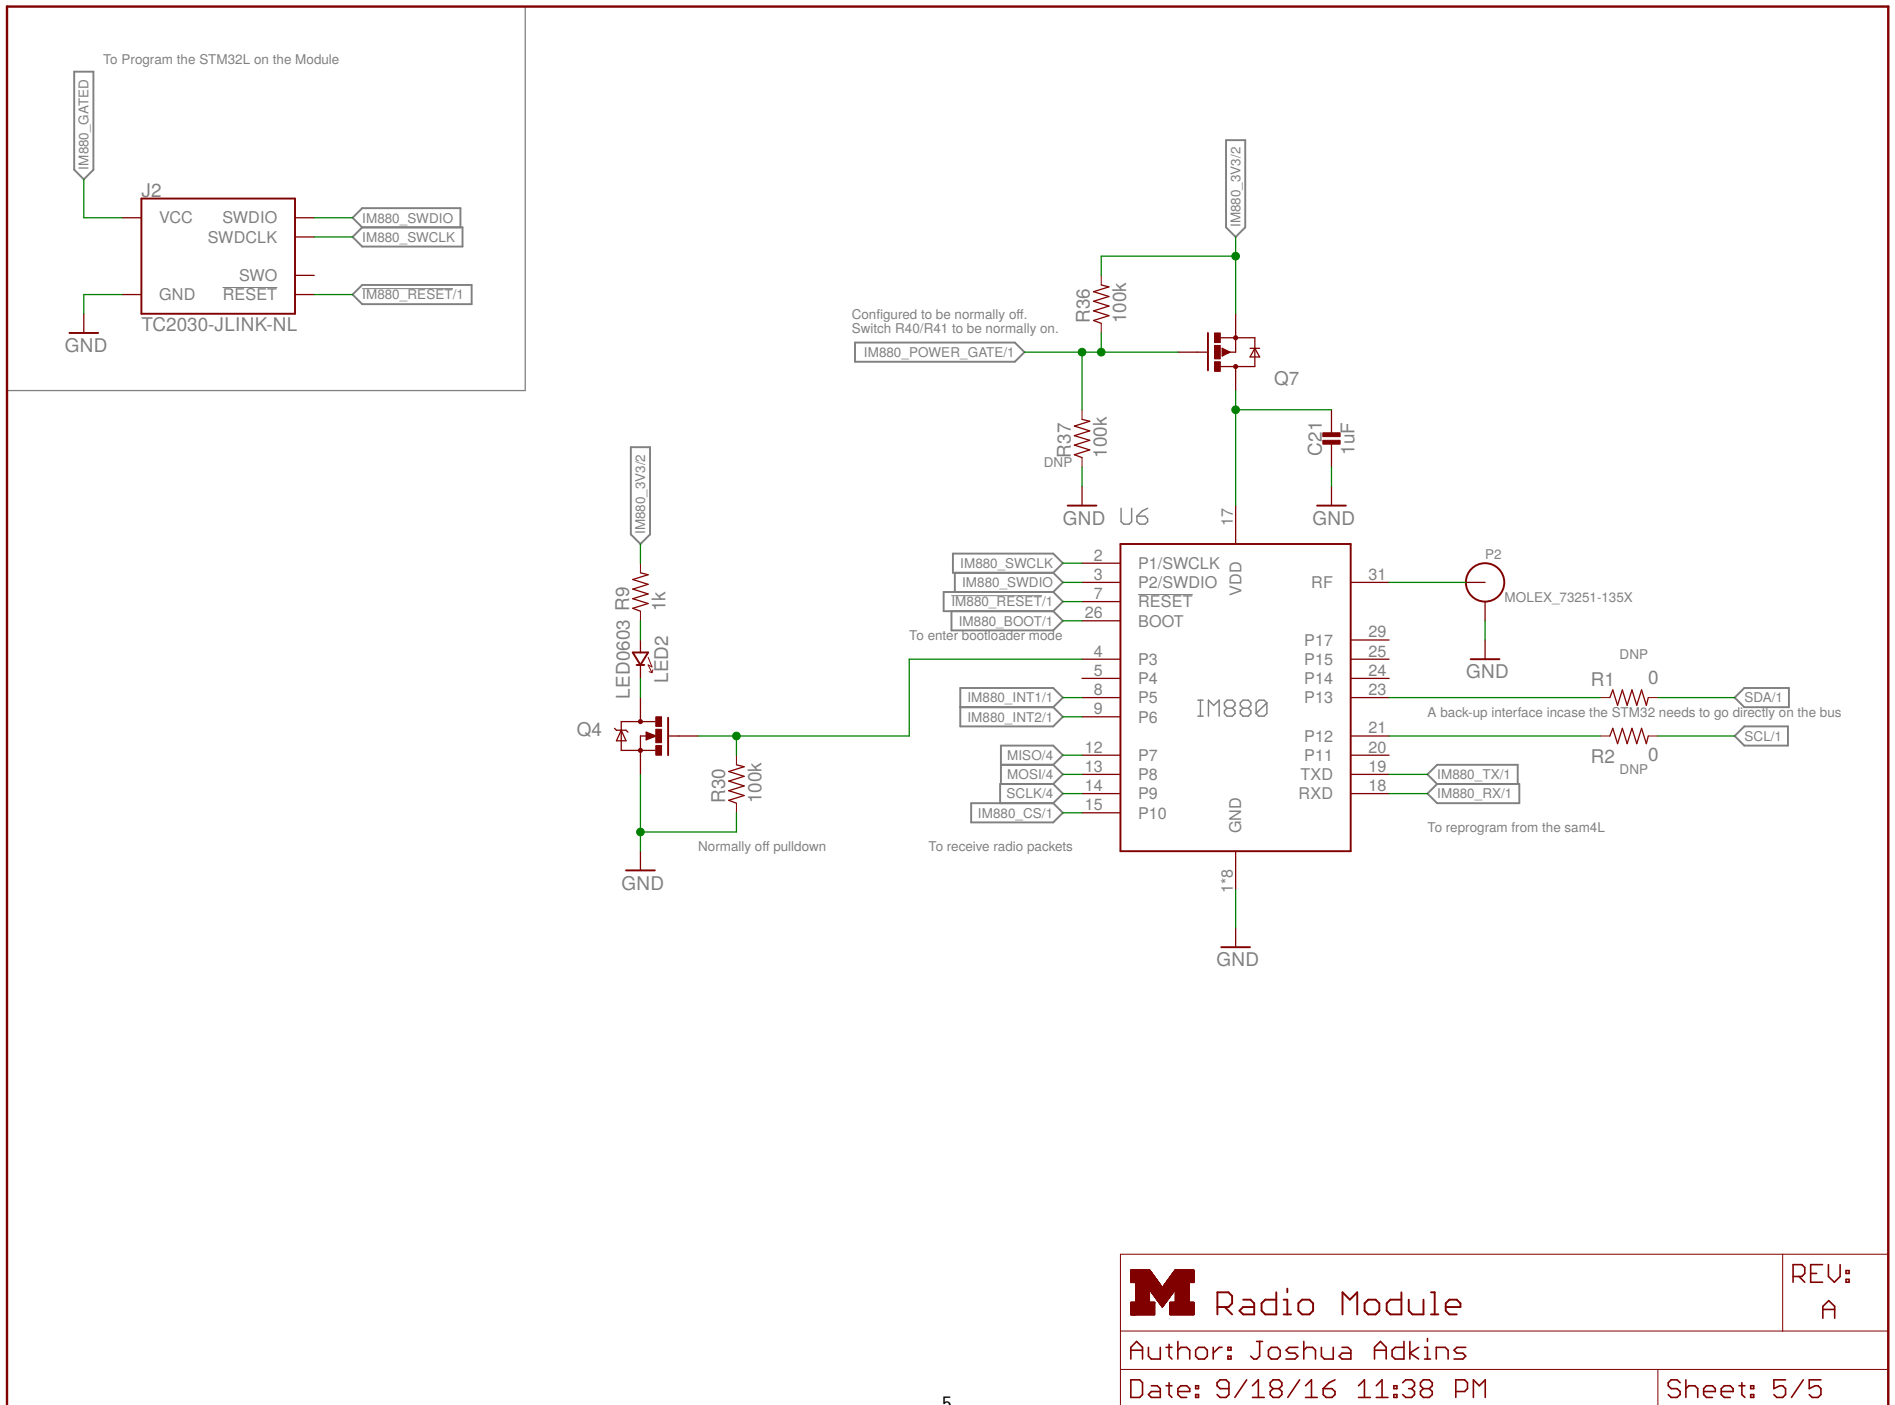 To Program the STM32L on the Module
IM880_GATED
J2
VCC
SWDIO
IM880_SWDIO
SWDCLK
IM880_SWCLK
SWO
GND
RESET
IM880_RESET/1
TC2030-JLINK-NL
GND
IM880_3V3/2
R36
100k
Configured to be normally off.
Switch R40/R41 to be normally on.
IM880_POWER_GATE/1
Q7
R37
100k
DNP
GND
C21
1uF
GND
IM880_3V3/2
R9
1k
LED0603
LED2
Q4
R30
100k
Normally off pulldown
GND
U6
17
VDD
IM880_SWCLK
2
P1/SWCLK
IM880_SWDIO
3
P2/SWDIO
IM880_RESET/1
7
RESET
IM880_BOOT/1
26
BOOT
To enter bootloader mode
4
P3
5
P4
IM880_INT1/1
8
P5
IM880_INT2/1
9
P6
IM880
MISO/4
12
P7
MOSI/4
13
P8
SCLK/4
14
P9
IM880_CS/1
15
P10
To receive radio packets
RF
31
P2
MOLEX_73251-135X
GND
P17
29
P15
25
P14
24
P13
23
DNP
R1
0
SDA/1
A back-up interface incase the STM32 needs to go directly on the bus
P12
21
SCL/1
R2
0
DNP
P11
20
TXD
19
IM880_TX/1
RXD
18
IM880_RX/1
To reprogram from the sam4L
GND
1*8
GND
M
Radio Module
REV:
A
Author: Joshua Adkins
Date: 9/18/16 11:38 PM
Sheet: 5/5
5